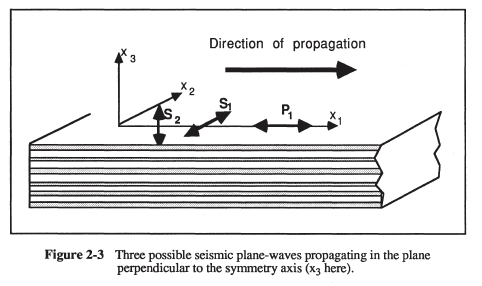 Direction of propagation
x3
x2
S2
S1
P1
x1
Figure 2-3 Three possible seismic plane-waves propagating in the plane
perpendicular to the symmetry axis (x3 here).